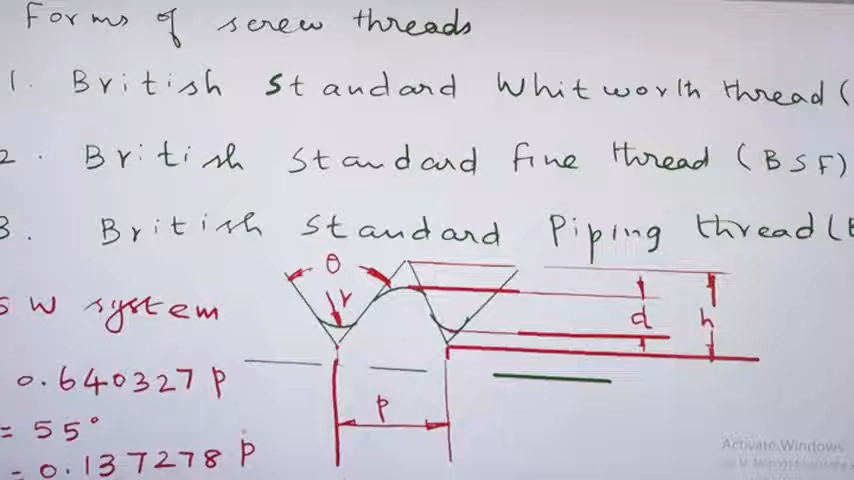 Forms of screw threads
1. British Standard Whitworth thread (
2. British Standard fine thread (BSF)
3. British Standard Piping thread (
θ
r
S W system
d
h
0.640327 p
p
= 55°
= 0.137278 p
Activate Windows